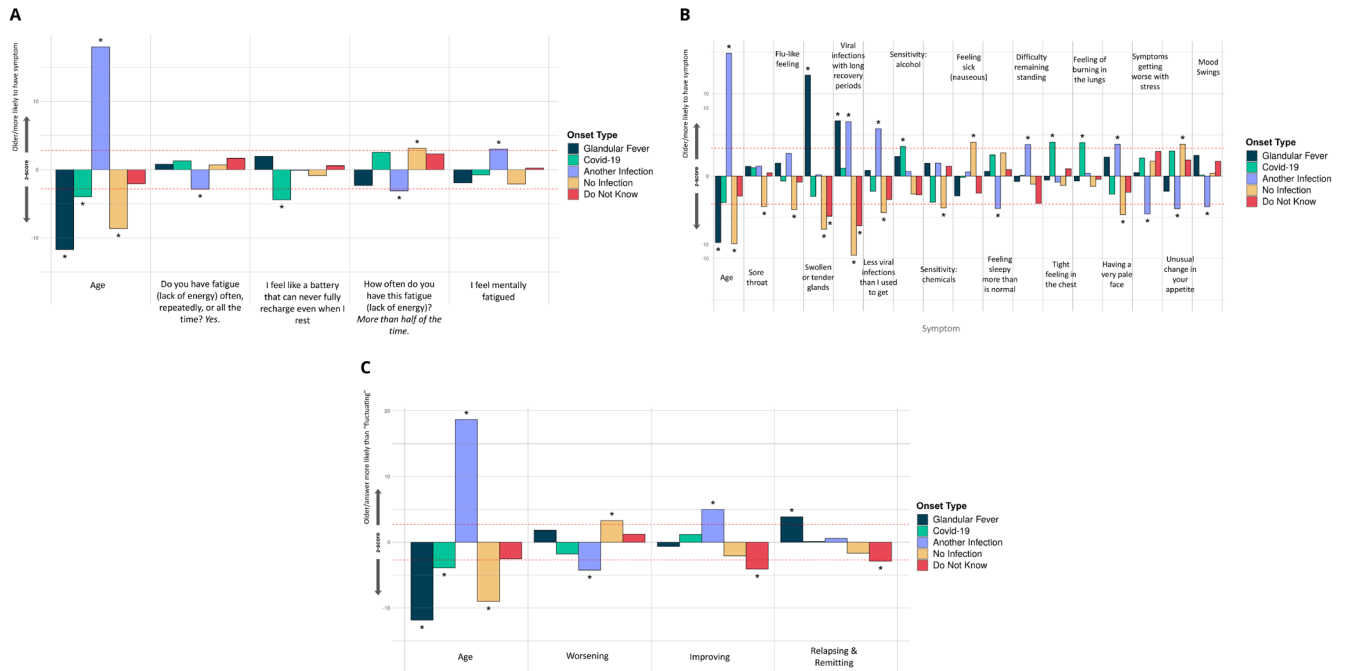 A
Older/more likely to have symptom
z-score
10
0
-10
*
*
*
*
*
*
*
*
*
Age
Do you have fatigue
(lack of energy) often,
repeatedly, or all the
time? Yes.
I feel like a battery
that can never fully
recharge even when I
rest
How often do you
have this fatigue
(lack of energy)?
More than half of the
time.
I feel mentally
fatigued
Onset Type
Glandular Fever
Covid-19
Another Infection
No Infection
Do Not Know
B
Older/more likely to have symptom
z-score
10
10
0
-10
-10
Flu-like
feeling
Viral
infections
with long
recovery
periods
Sensitivity:
alcohol
Feeling
sick
(nauseous)
Difficulty
remaining
standing
Feeling of
burning in
the lungs
Symptoms
getting
worse with
stress
Mood
Swings
Age
Sore
throat
Swollen
or tender
glands
Less viral
infections
than I used
to get
Sensitivity:
chemicals
Feeling
sleepy more
than is
normal
Tight
feeling in
the chest
Having a
very pale
face
Unusual
change in
your
appetite
Symptom
Onset Type
Glandular Fever
Covid-19
Another Infection
No Infection
Do Not Know
C
Older/answer more likely than "fluctuating"
z-score
20
10
0
-10
*
*
*
*
*
*
*
*
*
*
Age
Worsening
Improving
Relapsing &
Remitting
Onset Type
Glandular Fever
Covid-19
Another Infection
No Infection
Do Not Know